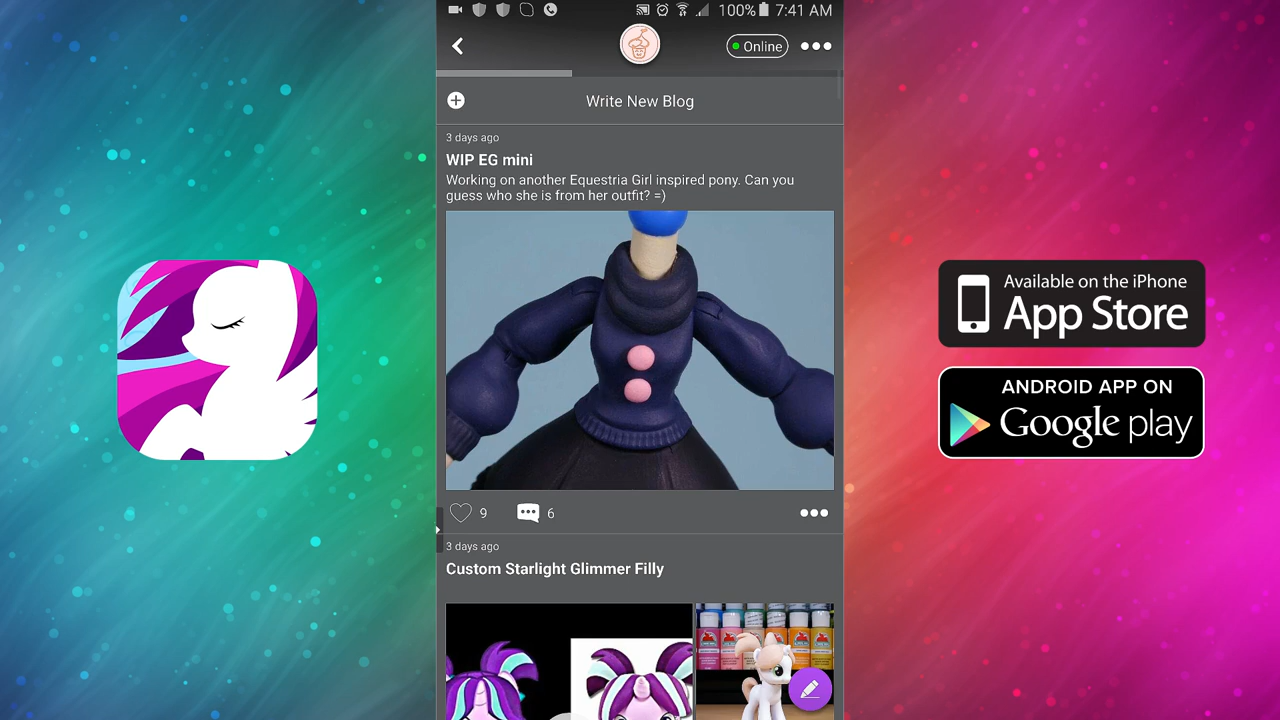 100% 7:41 AM
Online
Write New Blog
3 days ago
WIP EG mini
Working on another Equestria Girl inspired pony. Can you
guess who she is from her outfit? =)
9
6
3 days ago
Custom Starlight Glimmer Filly
Available on the iPhone
App Store
ANDROID APP ON
Google play